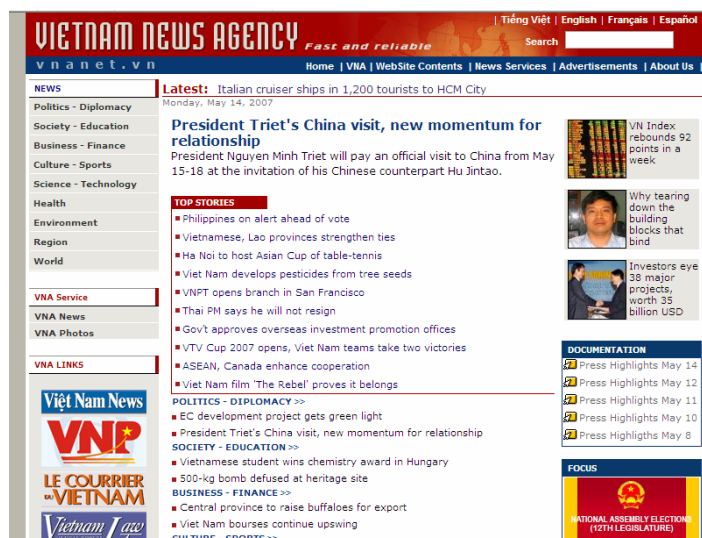 | Tiếng Việt | English | Français | Español
VIETNAM NEWS AGENCY
Fast and reliable
Search
vnanet.vn
Home | VNA | WebSite Contents | News Services | Advertisements | About Us |
NEWS
Politics - Diplomacy
Society - Education
Business - Finance
Culture - Sports
Science - Technology
Health
Environment
Region
World
VNA Service
VNA News
VNA Photos
VNA LINKS
Việt Nam News
VNP
LE COURRIER
DU VIETNAM
Vietnam Law
Latest: Italian cruiser ships in 1,200 tourists to HCM City
Monday, May 14, 2007
President Triet's China visit, new momentum for
relationship
President Nguyen Minh Triet will pay an official visit to China from May
15-18 at the invitation of his Chinese counterpart Hu Jintao.
TOP STORIES
Philippines on alert ahead of vote
Vietnamese, Lao provinces strengthen ties
Ha Noi to host Asian Cup of table-tennis
Viet Nam develops pesticides from tree seeds
VNPT opens branch in San Francisco
Thai PM says he will not resign
Gov't approves overseas investment promotion offices
VTV Cup 2007 opens, Viet Nam teams take two victories
ASEAN, Canada enhance cooperation
Viet Nam film 'The Rebel' proves it belongs
POLITICS - DIPLOMACY >>
EC development project gets green light
President Triet's China visit, new momentum for relationship
SOCIETY - EDUCATION >>
Vietnamese student wins chemistry award in Hungary
500-kg bomb defused at heritage site
BUSINESS - FINANCE >>
Central province to raise buffaloes for export
Viet Nam bourses continue upswing
CULTURE - SPORTS >>
VN Index
rebounds 92
points in a
week
Why tearing
down the
building
blocks that
bind
Investors eye
38 major
projects,
worth 35
billion USD
DOCUMENTATION
Press Highlights May 14
Press Highlights May 12
Press Highlights May 11
Press Highlights May 10
Press Highligths May 8
FOCUS
NATIONAL ASSEMBLY ELECTIONS
(12TH LEGISLATURE)